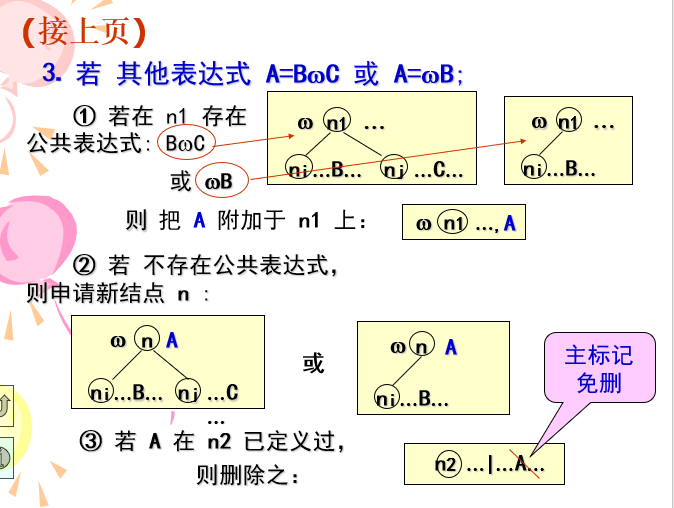 (接上页)
3. 若 其他表达式 A=BωC 或 A=ωB;
① 若在 n1 存在
公共表达式: BωC
或 ωB
ω n1 …
ni …B… nj …C…
ω n1 …
ni …B…
则 把 A 附加于 n1 上：
ω n1 …,A
② 若 不存在公共表达式，
则申请新结点 n :
ω n A
ni …B… nj …C
…
或
ω n A
ni …B…
主标记
免删
③ 若 A 在 n2 已定义过，
则删除之：
n2 …|…A…